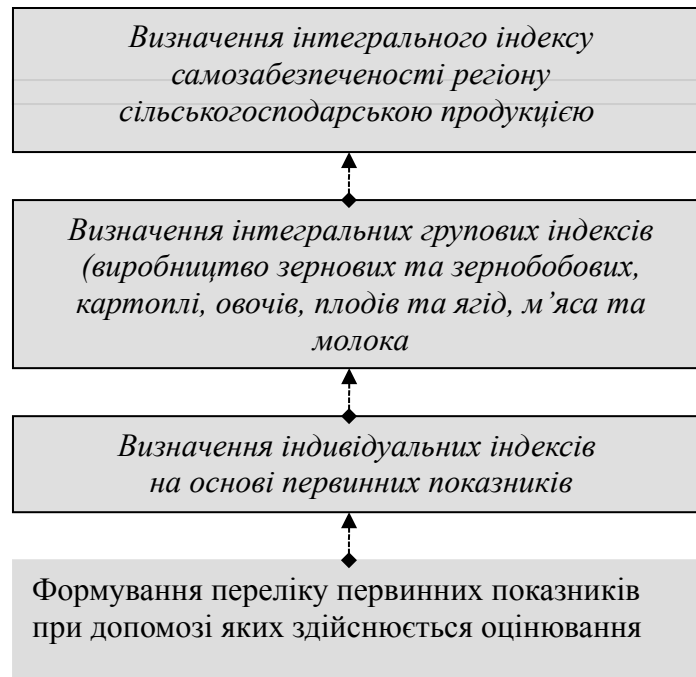 Визначення інтегрального індексу
самозабезпеченості регіону
сільськогосподарською продукцією
Визначення інтегральних групових індексів
(виробництво зернових та зернобобових,
картоплі, овочів, плодів та ягід, м’яса та
молока
Визначення індивідуальних індексів
на основі первинних показників
Формування переліку первинних показників
при допомозі яких здійснюється оцінювання